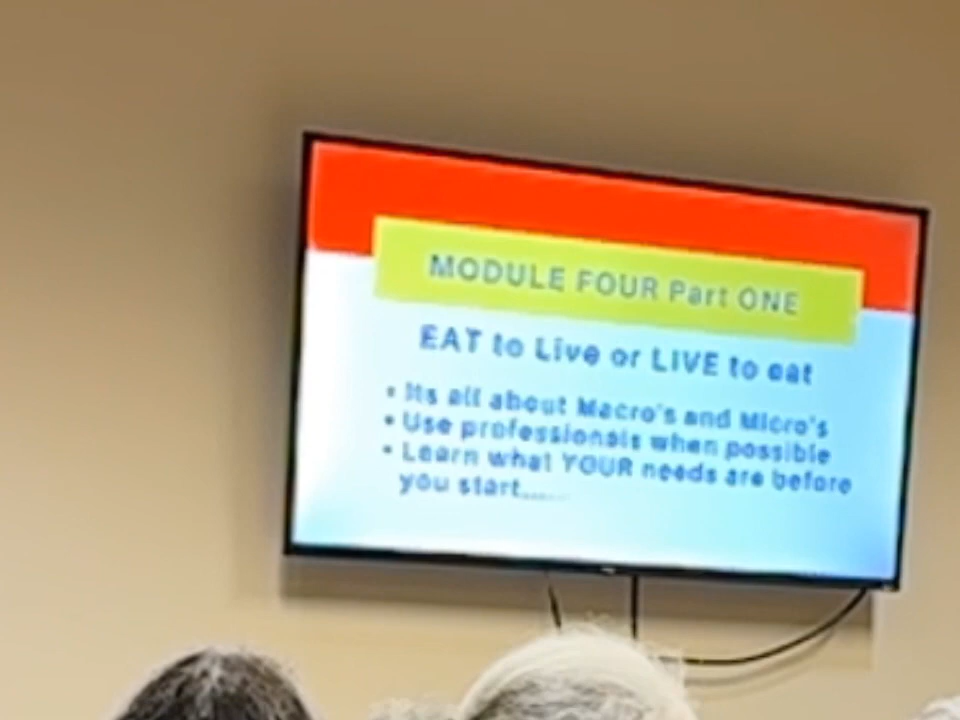 MODULE FOUR Part ONE
EAT to Live or LIVE to eat
• Its all about Macro's and Micro's
• Use professionals when possible
• Learn what YOUR needs are before
you start......